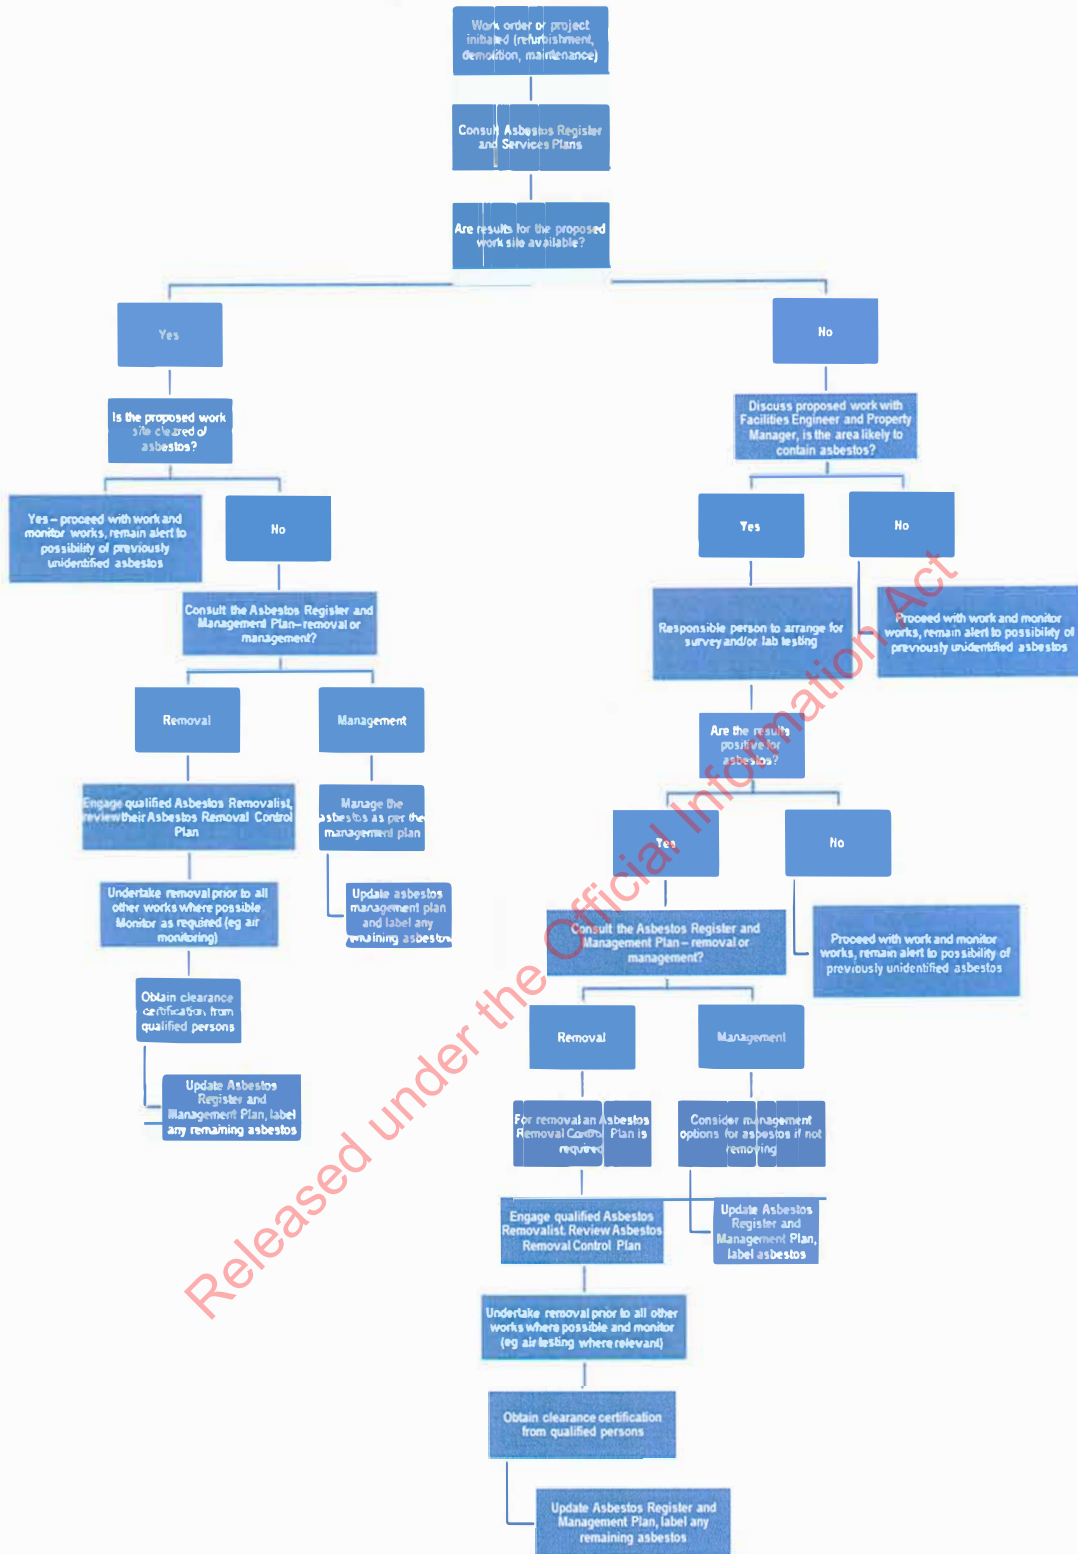 Work order or project
initiated (refurbishment,
demolition, maintenance)
Consult Asbestos Register
and Services Plans
Are results for the proposed
work site available?
Yes
No
Is the proposed work
site cleared of
asbestos?
Discuss proposed work with
Facilities Engineer and Property
Manager, is the area likely to
contain asbestos?
Yes – proceed with work and
monitor works, remain alert to
possibility of previously
unidentified asbestos
No
Yes
No
Consult the Asbestos Register and
Management Plan– removal or
management?
Responsible person to arrange for
survey and/or lab testing
Proceed with work and monitor
works, remain alert to possibility of
previously unidentified asbestos
Removal
Management
Are the results
positive for
asbestos?
Engage qualified Asbestos Removalist,
review their Asbestos Removal Control
Plan
Manage the
asbestos as per the
management plan
Yes
No
Undertake removal prior to all
other works where possible
Monitor as required (eg air
monitoring)
Update asbestos
management plan
and label any
remaining asbestos
Consult the Asbestos Register and
Management Plan – removal or
management?
Proceed with work and monitor
works, remain alert to possibility of
previously unidentified asbestos
Obtain clearance
certification from
qualified persons
Removal
Management
Update Asbestos
Register and
Management Plan, label
any remaining asbestos
For removal an Asbestos
Removal Control Plan is
required
Consider management
options for asbestos if not
removing
Engage qualified Asbestos
Removalist. Review Asbestos
Removal Control Plan
Update Asbestos
Register and
Management Plan,
label asbestos
Undertake removal prior to all other
works where possible and monitor
(eg air testing where relevant)
Obtain clearance certification
from qualified persons
Update Asbestos Register and
Management Plan, label any
remaining asbestos
Released under the Official Information Act